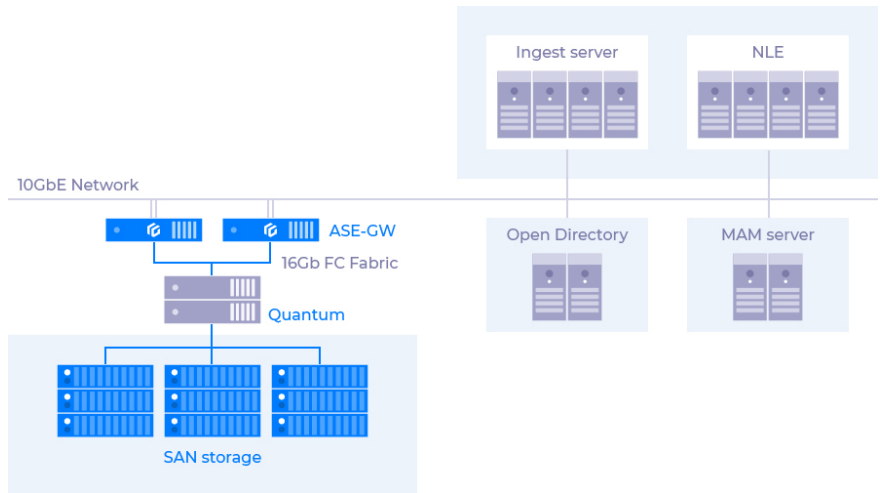 Ingest server
NLE
10GbE Network
ASE-GW
Open Directory
MAM server
16Gb FC Fabric
Quantum
SAN storage